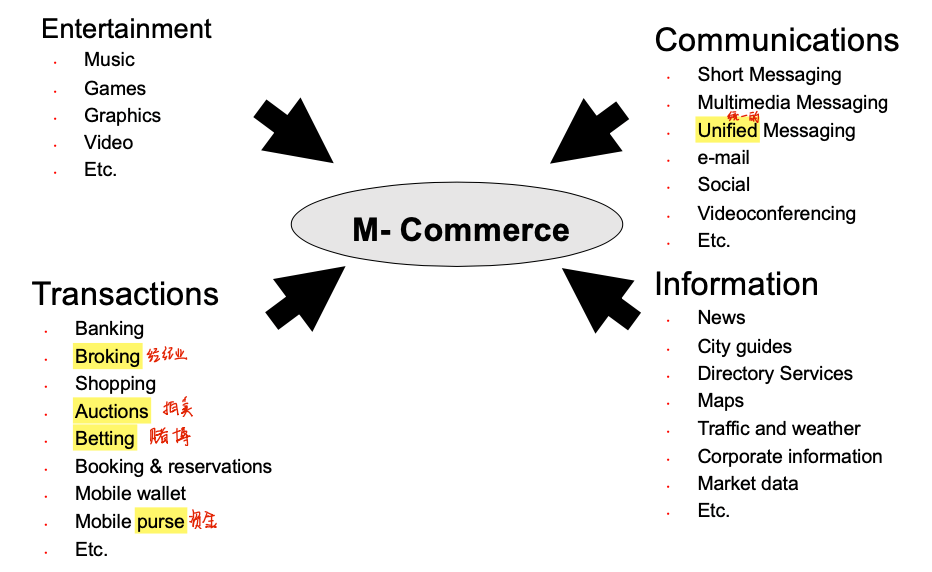 Entertainment
Music
Games
Graphics
Video
Etc.
Communications
Short Messaging
Multimedia Messaging
统一的
Unified Messaging
e-mail
Social
Videoconferencing
Etc.
M- Commerce
Transactions
Banking
Broking 经纪业
Shopping
Auctions 拍卖
Betting 赌博
Booking & reservations
Mobile wallet
Mobile purse 资金
Etc.
Information
News
City guides
Directory Services
Maps
Traffic and weather
Corporate information
Market data
Etc.